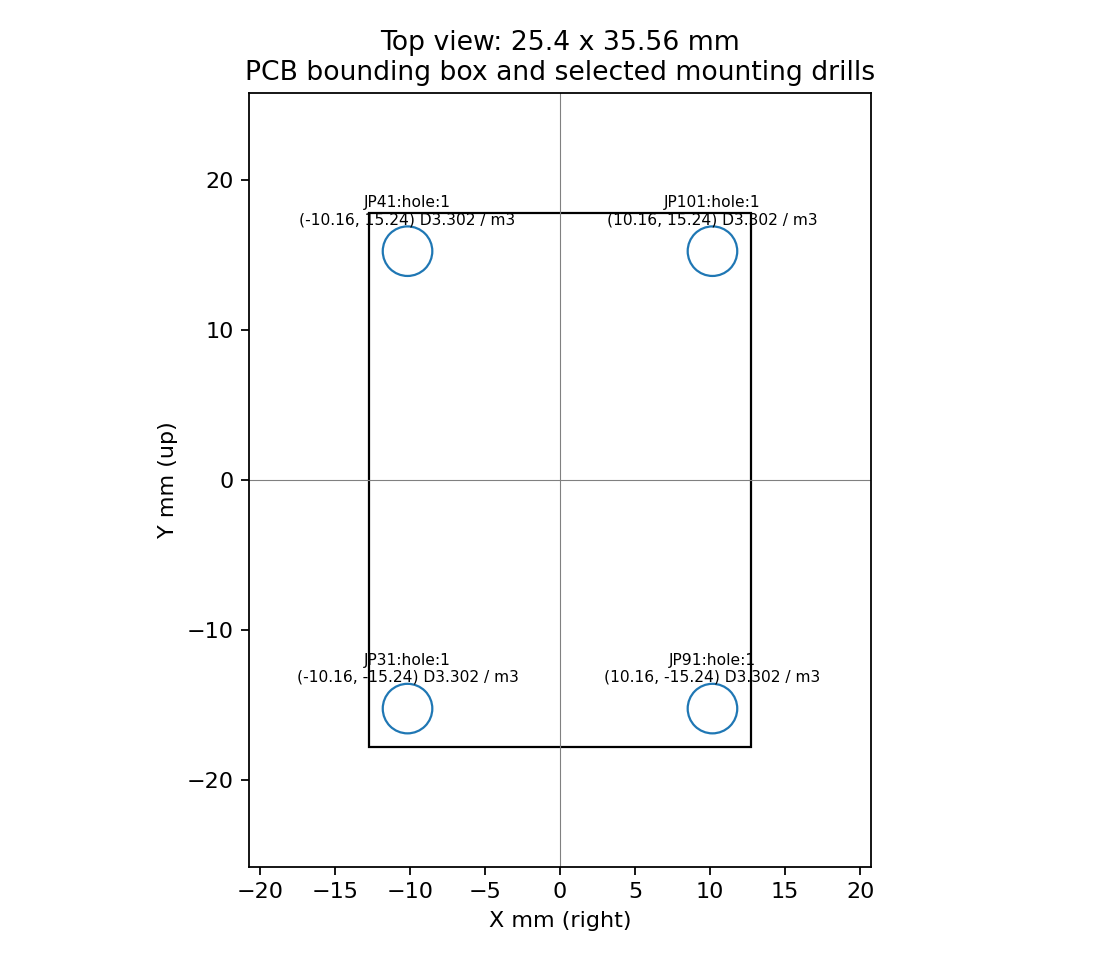 Top view: 25.4 x 35.56 mm
PCB bounding box and selected mounting drills
20
JP41:hole:1
(-10.16, 15.24) D3.302 / m3
JP101:hole:1
(10.16, 15.24) D3.302 / m3
10
Y mm (up)
0
−10
JP31:hole:1
(-10.16, -15.24) D3.302 / m3
JP91:hole:1
(10.16, -15.24) D3.302 / m3
−20
−20 −15 −10 −5 0 5 10 15 20
X mm (right)